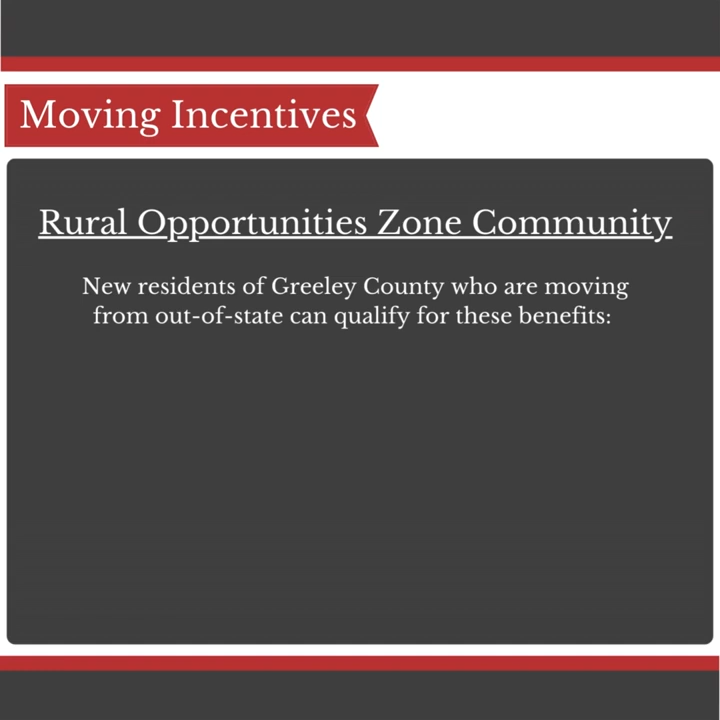 Moving Incentives
Rural Opportunities Zone Community
New residents of Greeley County who are moving
from out-of-state can qualify for these benefits: